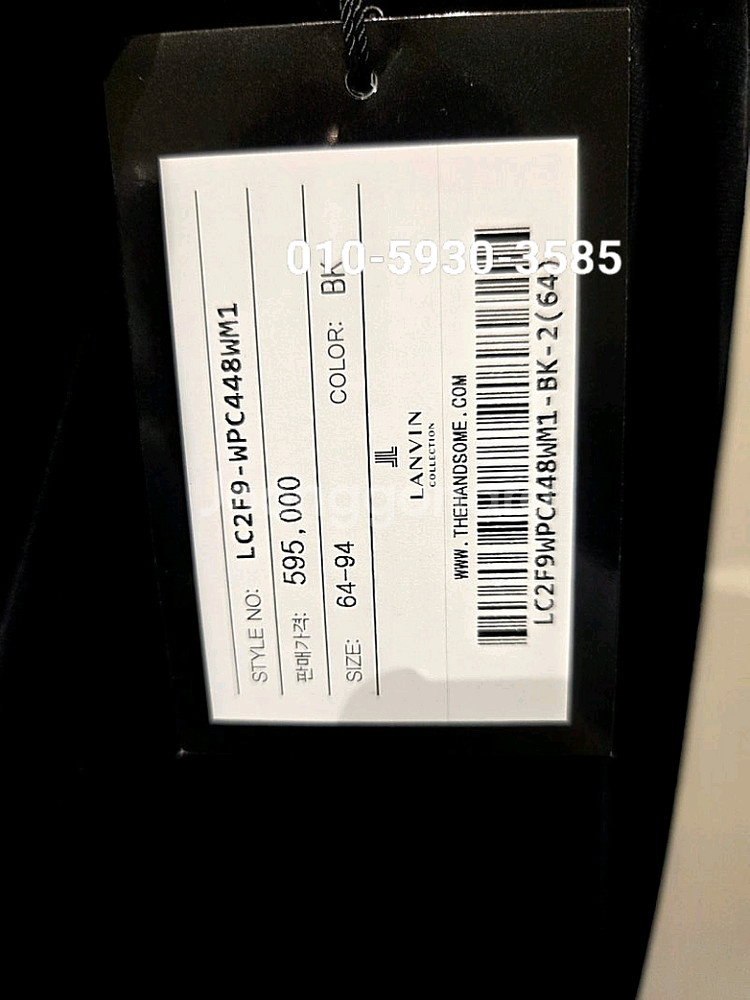 STYLE NO: LC2F9-WPC448WM1
판매가격: 595,000
SIZE: 64-94 COLOR: BK
LANVIN
COLLECTION
WWW.THEHANDSOME.COM
LC2F9WPC448WM1-BK-2(64)
010-5930-3585